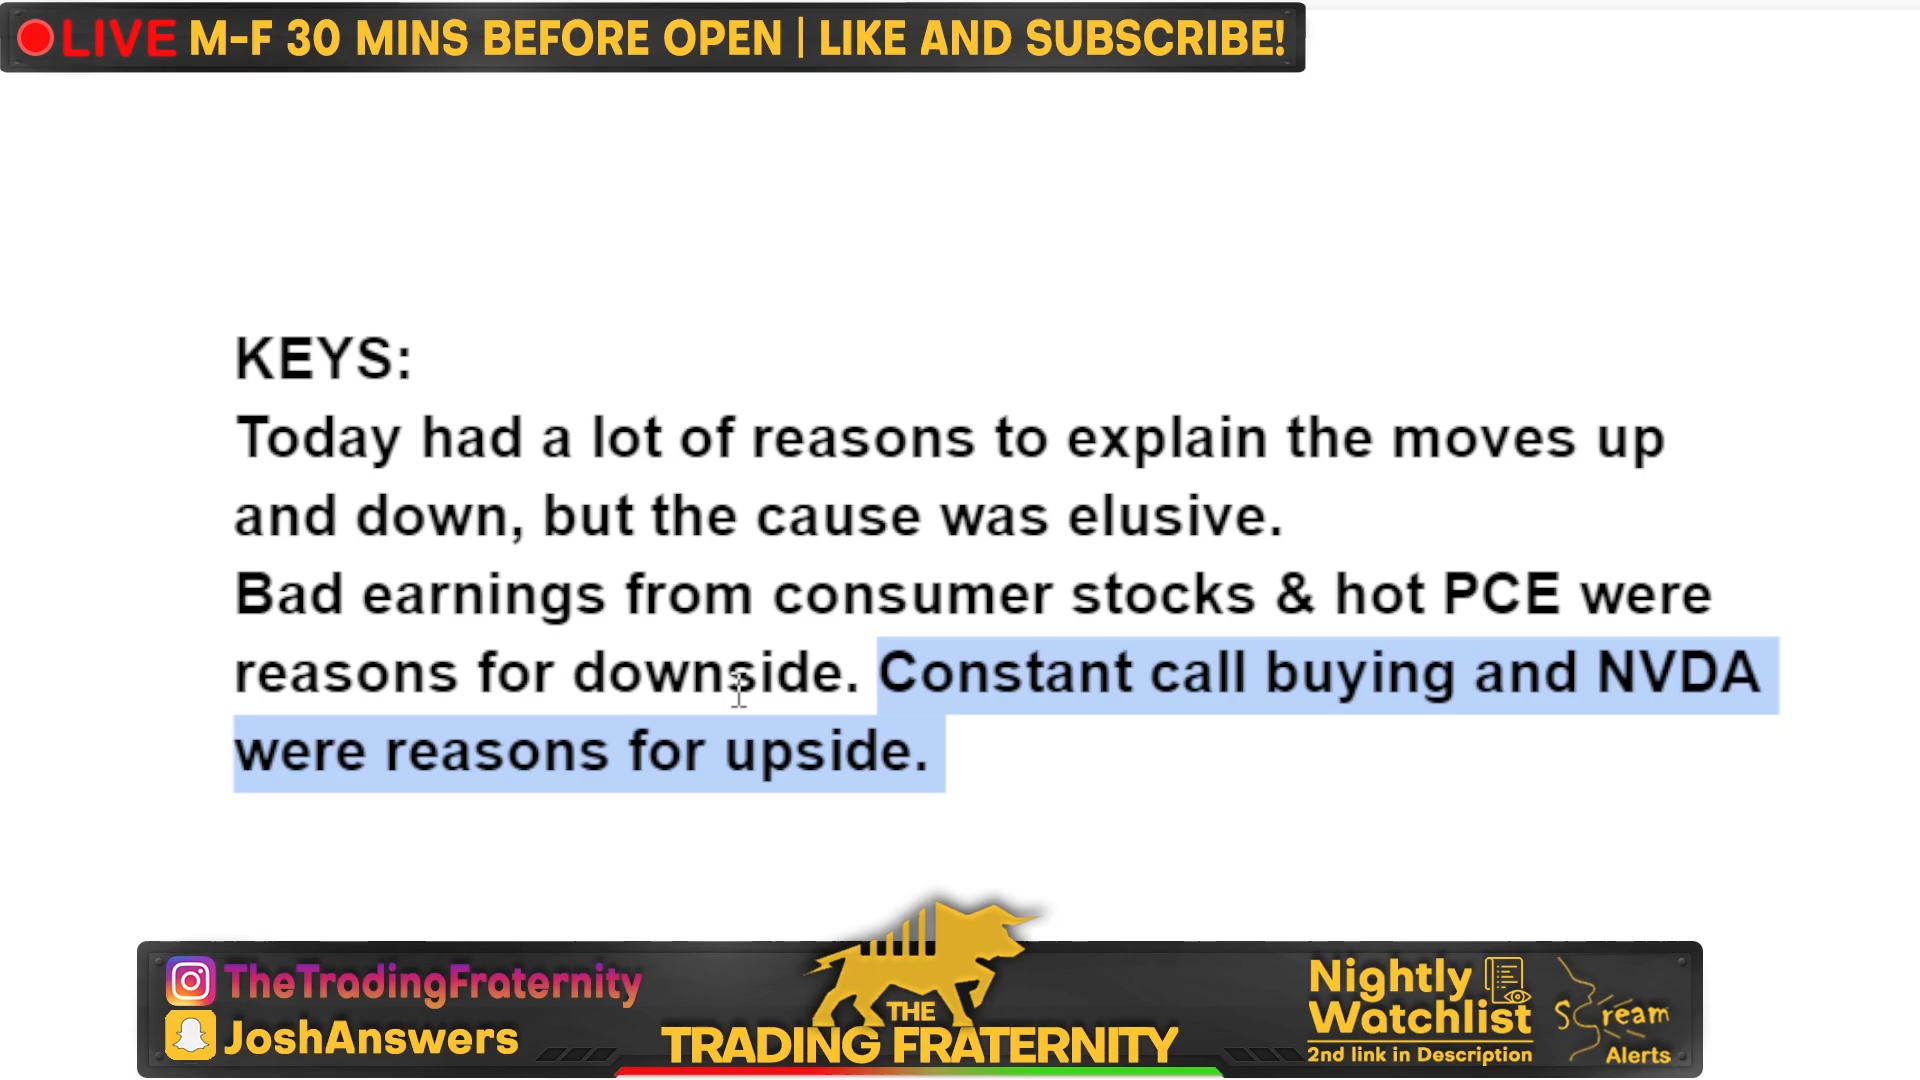 LIVE M-F 30 MINS BEFORE OPEN | LIKE AND SUBSCRIBE!
KEYS:
Today had a lot of reasons to explain the moves up
and down, but the cause was elusive.
Bad earnings from consumer stocks & hot PCE were
reasons for downside. Constant call buying and NVDA
were reasons for upside.
TheTradingFraternity
JoshAnswers
THE
TRADING FRATERNITY
Nightly
Watchlist
2nd link in Description
Scream
Alerts